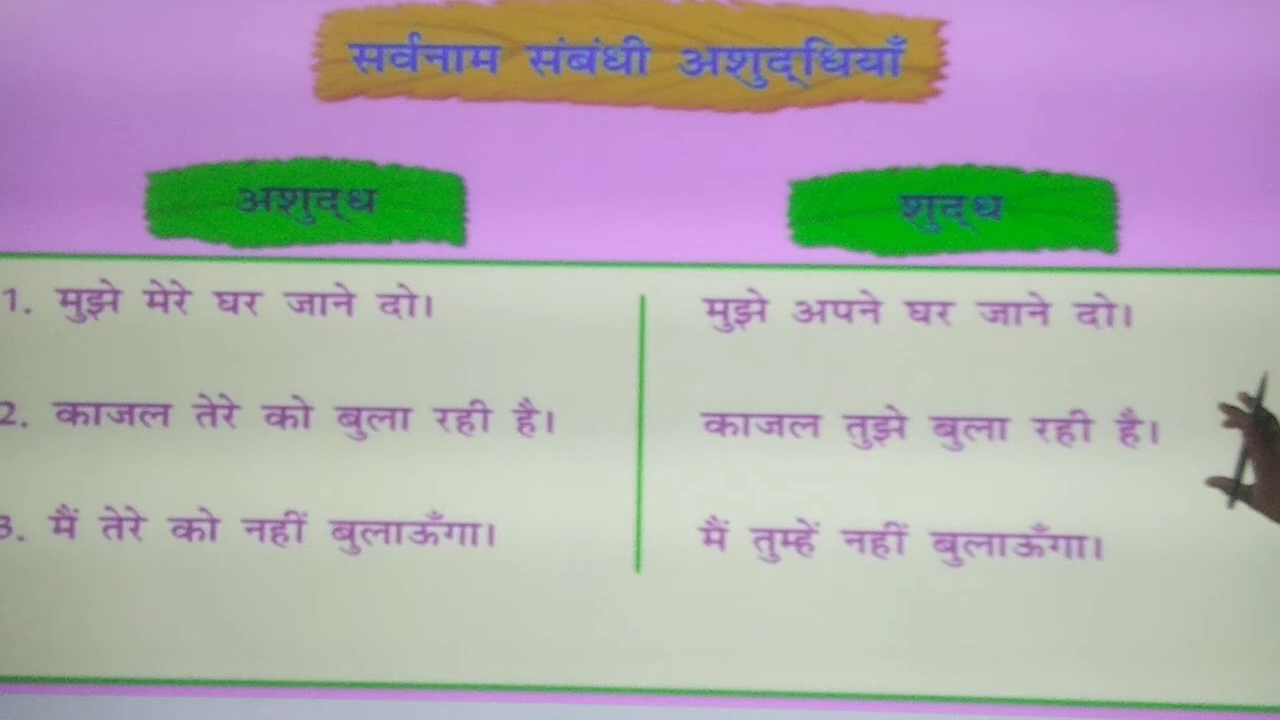 सर्वनाम संबंधी अशुद्धियाँ
अशुद्ध
शुद्ध
1. मुझे मेरे घर जाने दो।
मुझे अपने घर जाने दो।
2. काजल तेरे को बुला रही है।
काजल तुझे बुला रही है।
3. मैं तेरे को नहीं बुलाऊँगा।
मैं तुम्हें नहीं बुलाऊँगा।